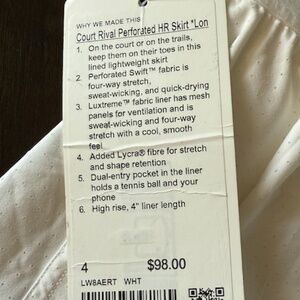 WHY WE MADE THIS
Court Rival Perforated HR Skirt *Lon
1. On the court or on the trails,
keep them on their toes in this
lined lightweight skirt
2. Perforated Swift™ fabric is
four-way stretch,
sweat-wicking, and quick-drying
3. Luxtreme™ fabric liner has mesh
panels for ventilation and is
sweat-wicking and four-way
stretch with a cool, smooth
feel
4. Added Lycra® fibre for stretch
and shape retention
5. Dual-entry pocket in the liner
holds a tennis ball and your
phone
6. High rise, 4" liner length
4 $98.00
LW8AERT WHT